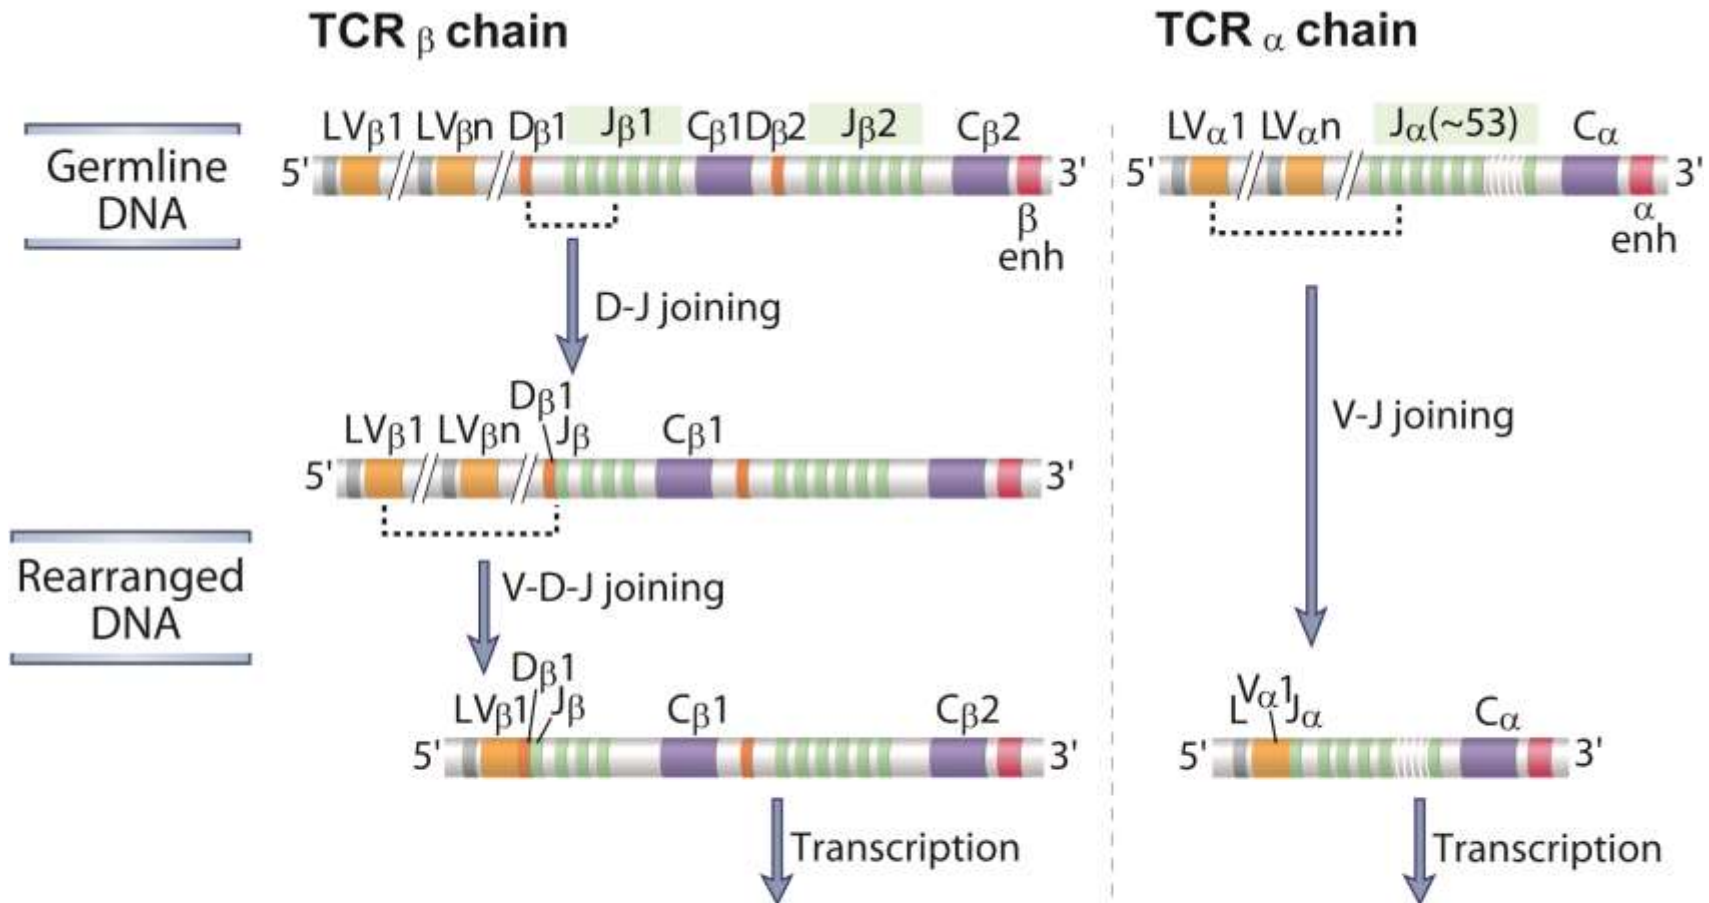 TCR β chain
TCR α chain
Germline
DNA
LVβ1 LVβn Dβ1 Jβ1 Cβ1Dβ2 Jβ2 Cβ2
5' 3'
β
enh
LVα1 LVαn Jα(~53) Cα
5' 3'
α
enh
D-J joining
V-J joining
Dβ1
LVβ1 LVβn Jβ Cβ1
5' 3'
Rearranged
DNA
V-D-J joining
Dβ1
LVβ1 Jβ Cβ1 Cβ2
5' 3'
Vα1
L Jα Cα
5' 3'
Transcription
Transcription